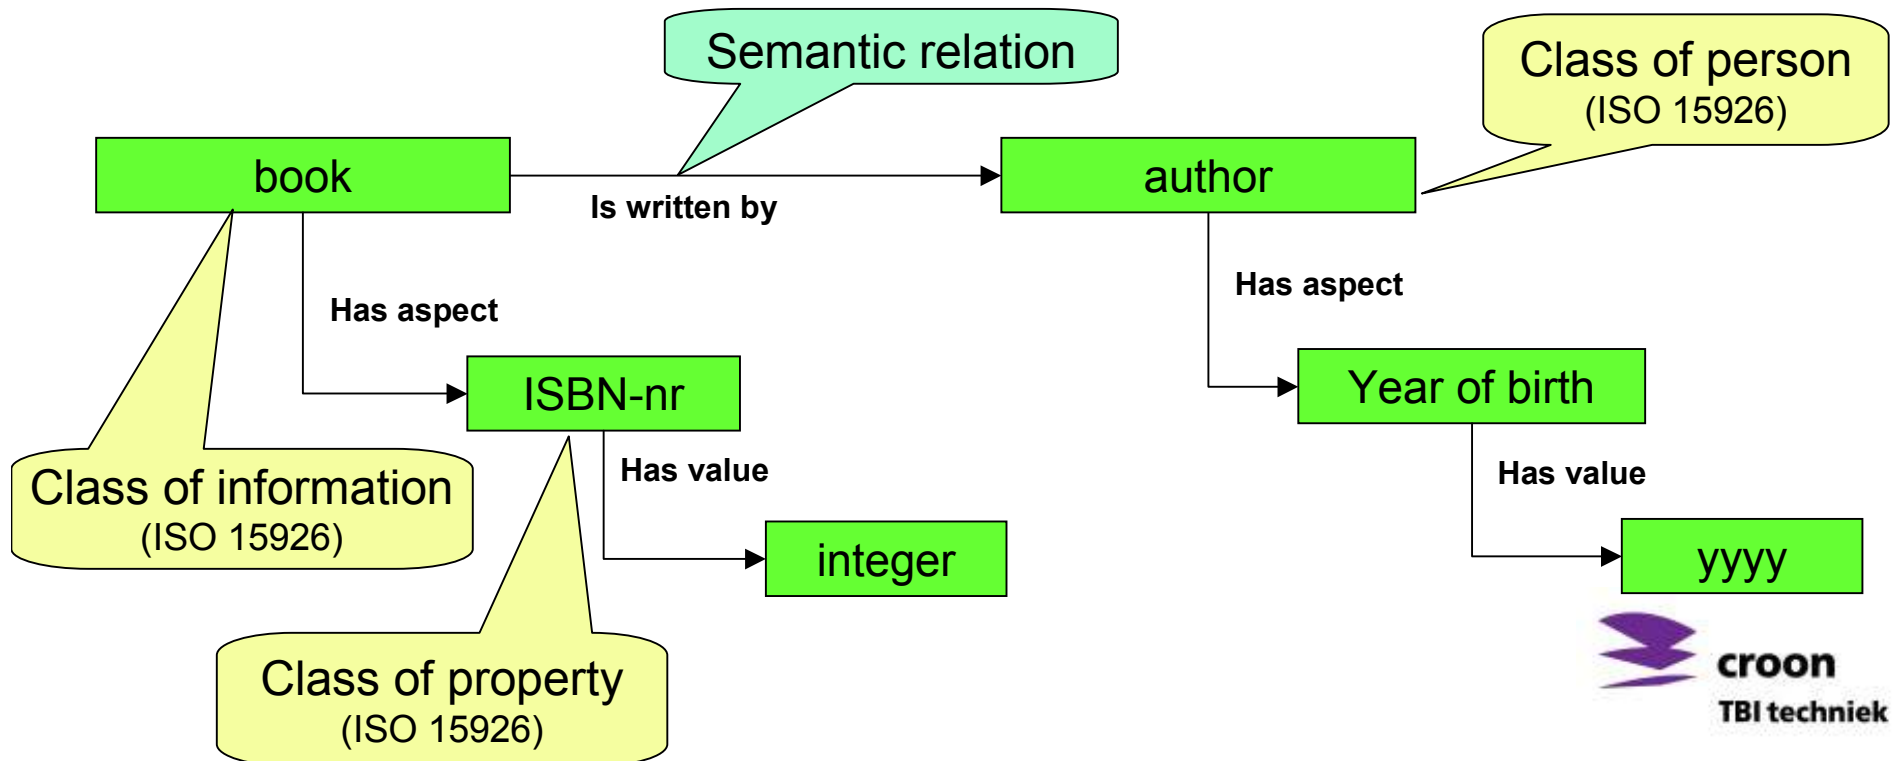 Semantic relation
Class of person
(ISO 15926)
book
Is written by
author
Has aspect
Has aspect
ISBN-nr
Year of birth
Class of information
(ISO 15926)
Has value
Has value
integer
yyyy
Class of property
(ISO 15926)
croon
TBI techniek